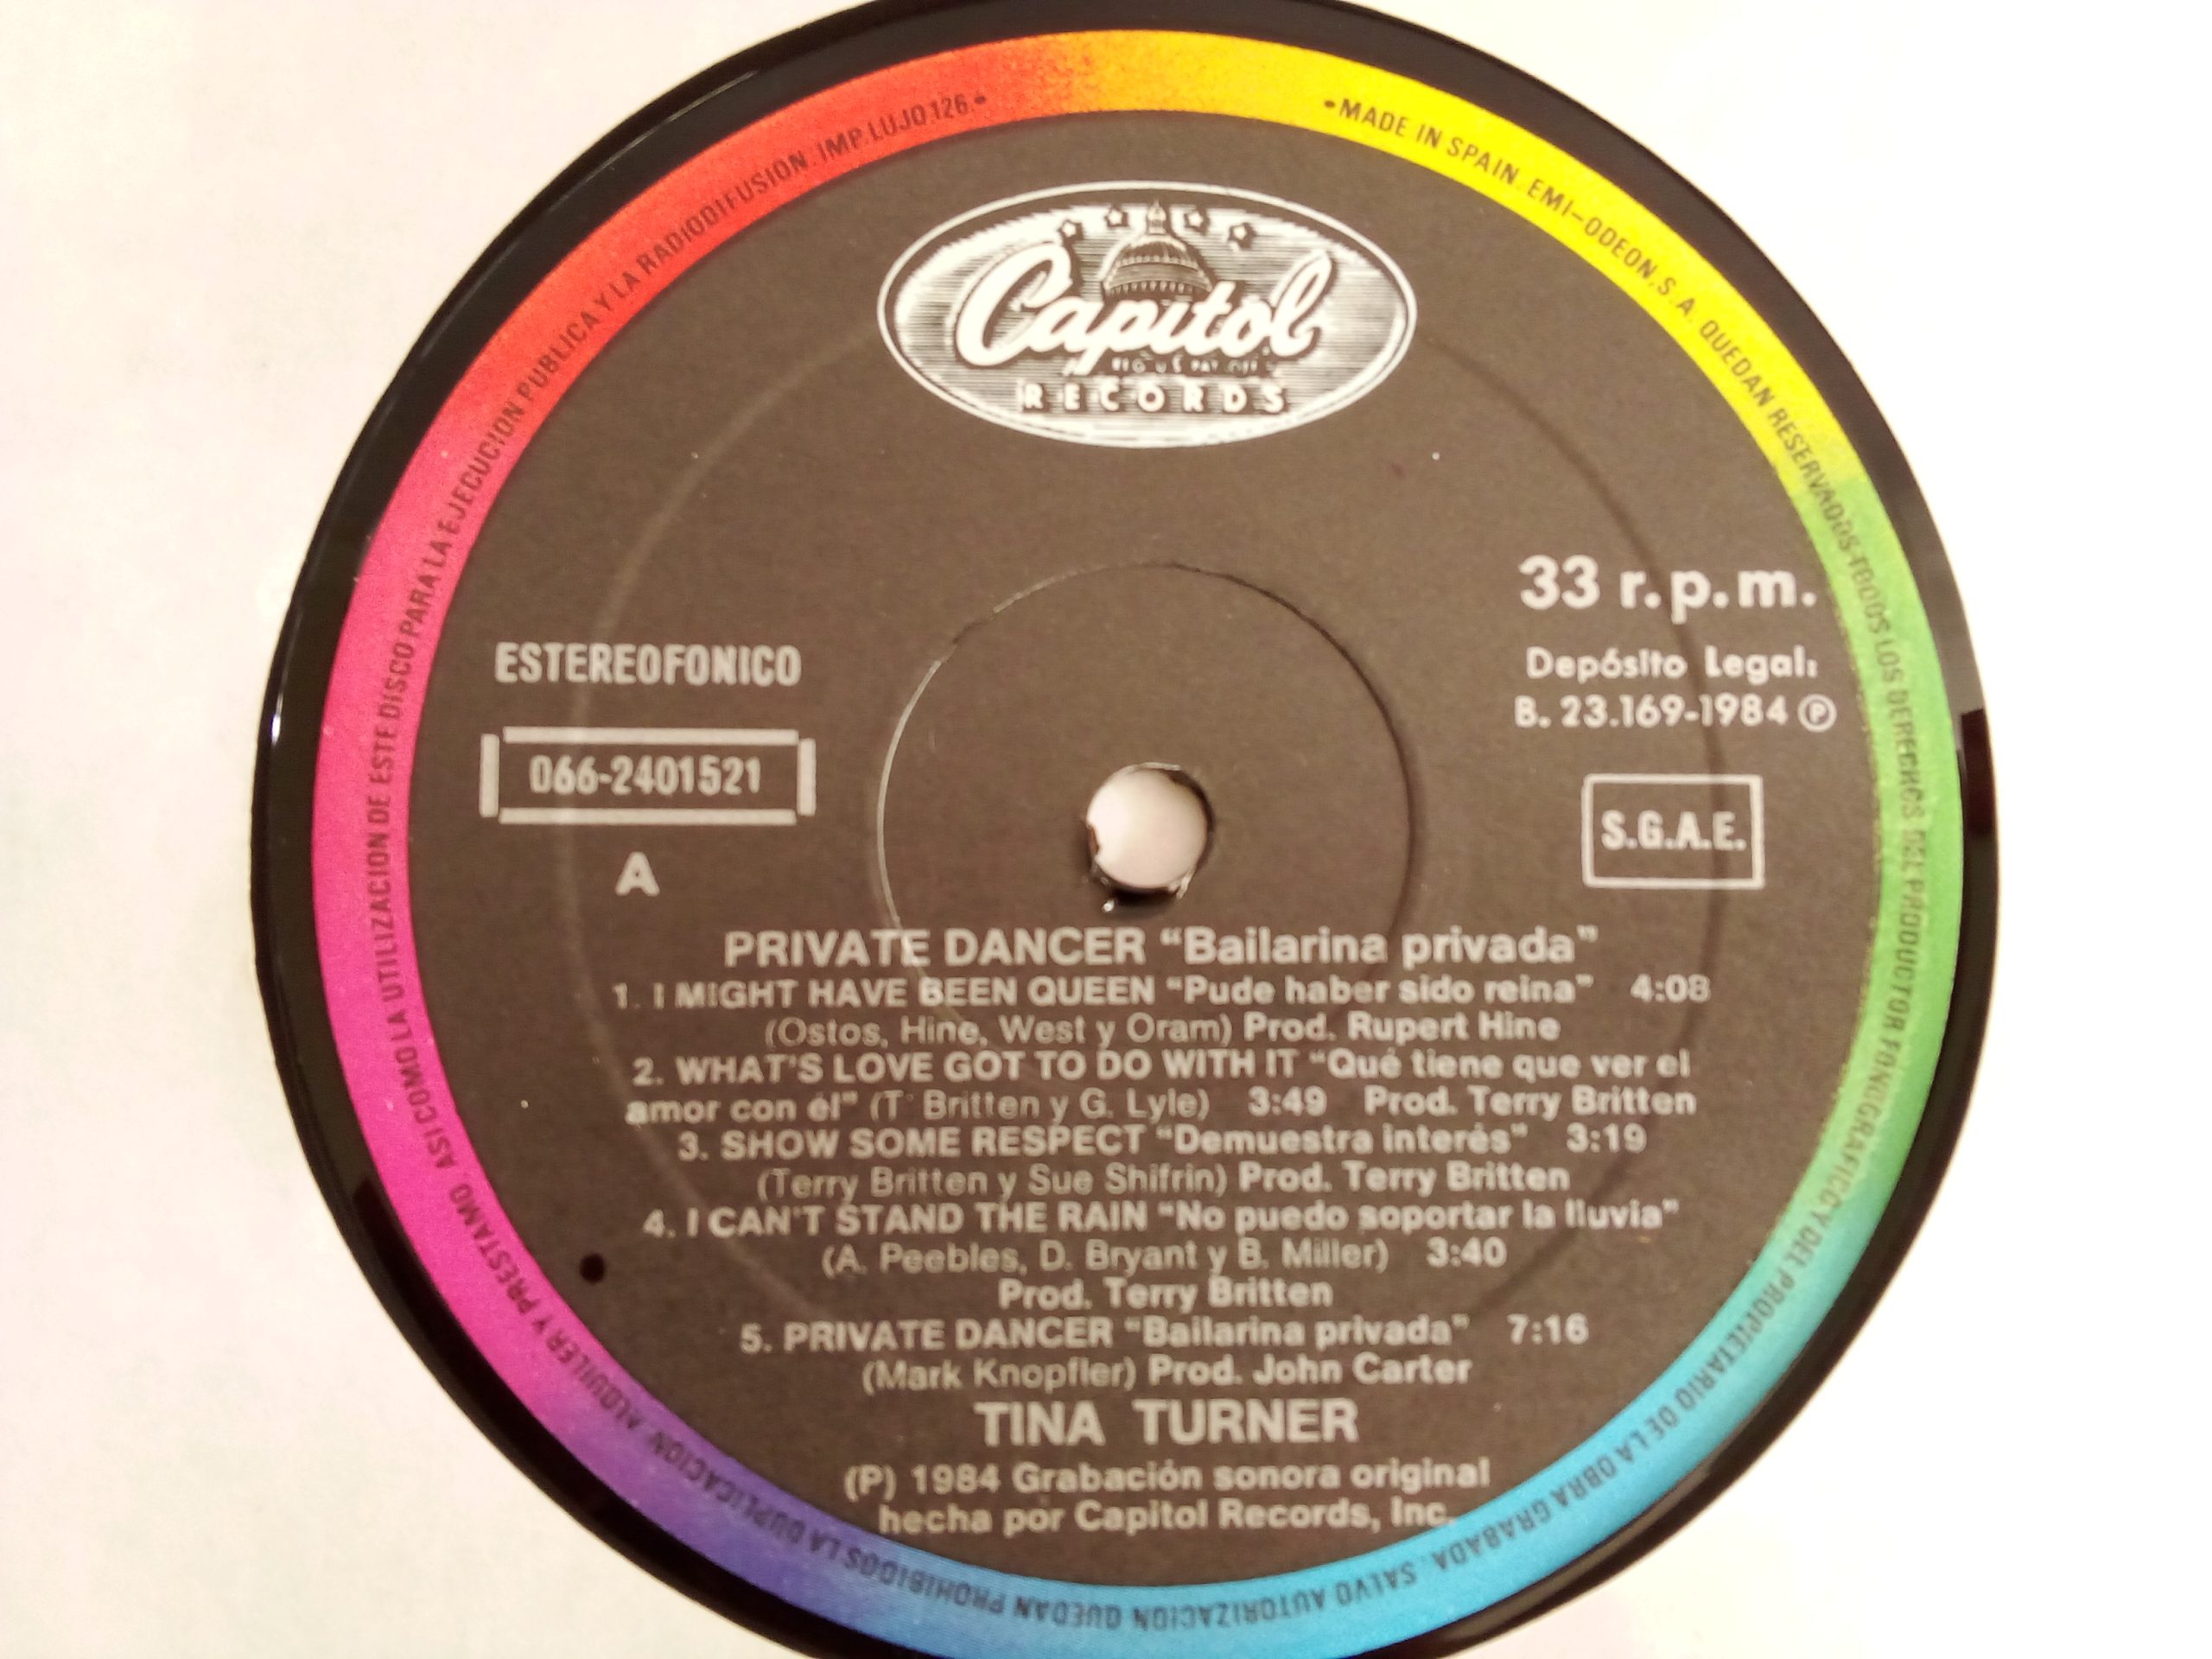 • MADE IN SPAIN. EMI-ODEON, S.A. QUEDAN RESERVADOS TODOS LOS DERECHOS DEL PRODUCTOR FONOGRAFICO Y DEL PROPIETARIO DE LA OBRA GRABADA. SALVO AUTORIZACION QUEDAN PROHIBIDOS LA DUPLICACION, ALQUILER Y PRESTAMO, ASI COMO LA UTILIZACION DE ESTE DISCO PARA LA EJECUCION PUBLICA Y LA RADIODIFUSION. IMP. LUJO 126. •
Capitol
RECORDS
33 r.p.m.
ESTEREOFONICO
Depósito Legal:
B. 23.169-1984 Ⓟ
066-2401521
S.G.A.E.
A
PRIVATE DANCER “Bailarina privada”
1. I MIGHT HAVE BEEN QUEEN “Pude haber sido reina” 4:08
(Ostos, Hine, West y Oram) Prod. Rupert Hine
2. WHAT'S LOVE GOT TO DO WITH IT “Qué tiene que ver el
amor con él” (T. Britten y G. Lyle) 3:49 Prod. Terry Britten
3. SHOW SOME RESPECT “Demuestra interés” 3:19
(Terry Britten y Sue Shifrin) Prod. Terry Britten
4. I CAN'T STAND THE RAIN “No puedo soportar la lluvia”
(A. Peebles, D. Bryant y B. Miller) 3:40
Prod. Terry Britten
5. PRIVATE DANCER “Bailarina privada” 7:16
(Mark Knopfler) Prod. John Carter
TINA TURNER
(P) 1984 Grabación sonora original
hecha por Capitol Records, Inc.